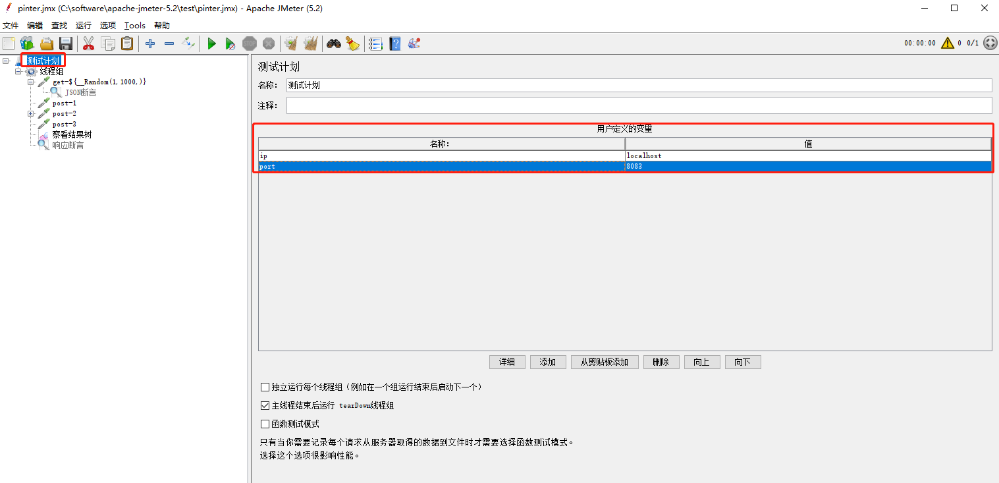 pinter.jmx (C:\software\apache-jmeter-5.2\test\pinter.jmx) - Apache JMeter (5.2)
文件 编辑 查找 运行 选项 Tools 帮助
STOP
00:00:00 0 0/1
测试计划
线程组
get-${__Random(1,1000,)}
JSON断言
post-1
post-2
post-3
察看结果树
响应断言
测试计划
名称： 测试计划
注释：
用户定义的变量
名称： 值
ip localhost
port 8083
详细 添加 从剪贴板添加 删除 向上 向下
独立运行每个线程组（例如在一个组运行结束后启动下一个）
主线程结束后运行 tearDown线程组
函数测试模式
只有当你需要记录每个请求从服务器取得的数据到文件时才需要选择函数测试模式。
选择这个选项很影响性能。